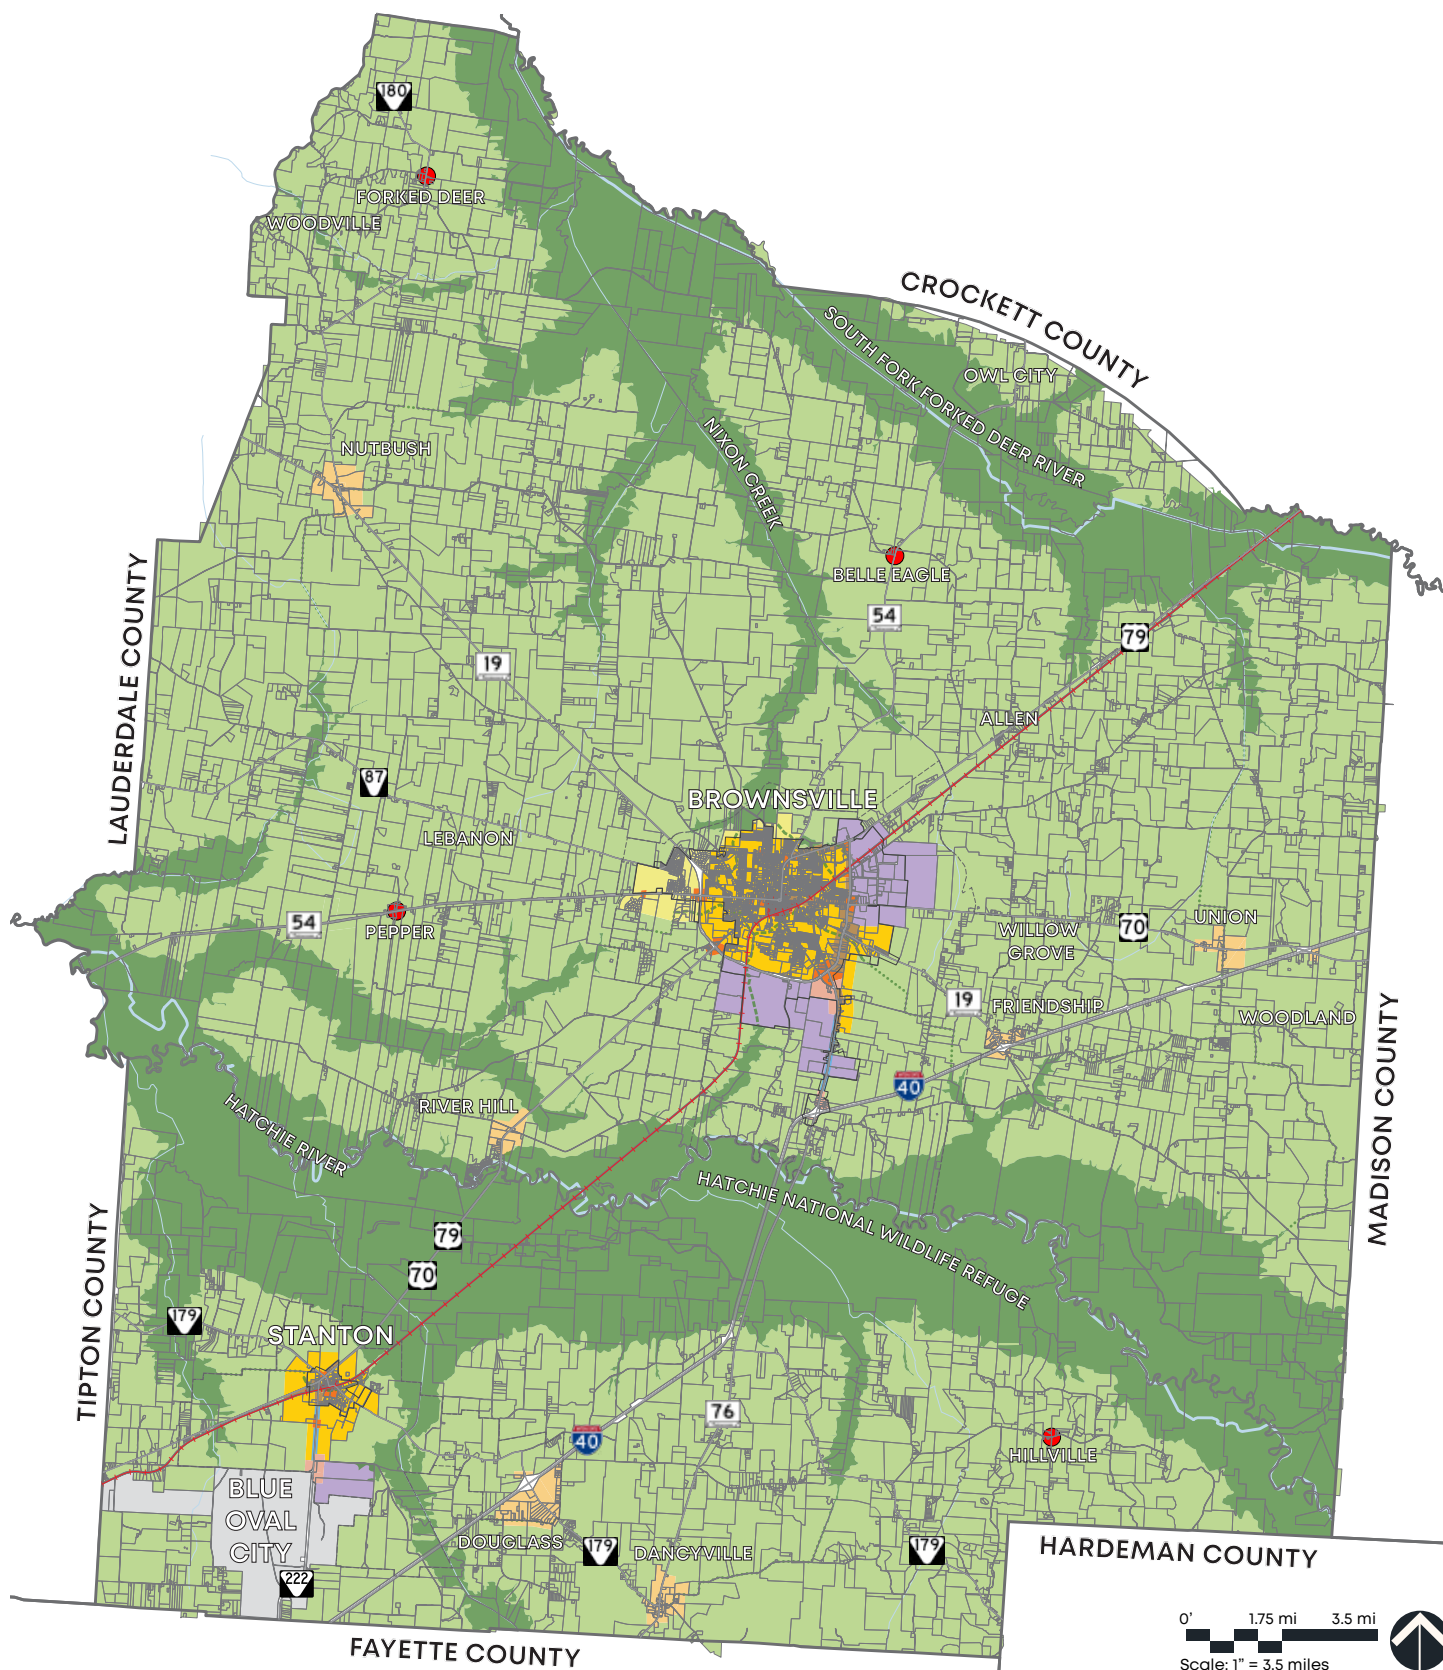 180
FORKED DEER
WOODVILLE
CROCKETT COUNTY
SOUTH FORK FORKED DEER RIVER
OWL CITY
NUTBUSH
NIXON CREEK
BELLE EAGLE
54
79
19
LAUDERDALE COUNTY
ALLEN
87
BROWNSVILLE
LEBANON
54
PEPPER
UNION
70
WILLOW
GROVE
19
FRIENDSHIP
WOODLAND
MADISON COUNTY
40
RIVER HILL
HATCHIE RIVER
HATCHIE NATIONAL WILDLIFE REFUGE
79
70
TIPTON COUNTY
179
STANTON
76
40
HILLVILLE
BLUE
OVAL
CITY
DOUGLASS
179
DANCYVILLE
179
222
HARDEMAN COUNTY
FAYETTE COUNTY
0' 1.75 mi 3.5 mi
Scale: 1" = 3.5 miles